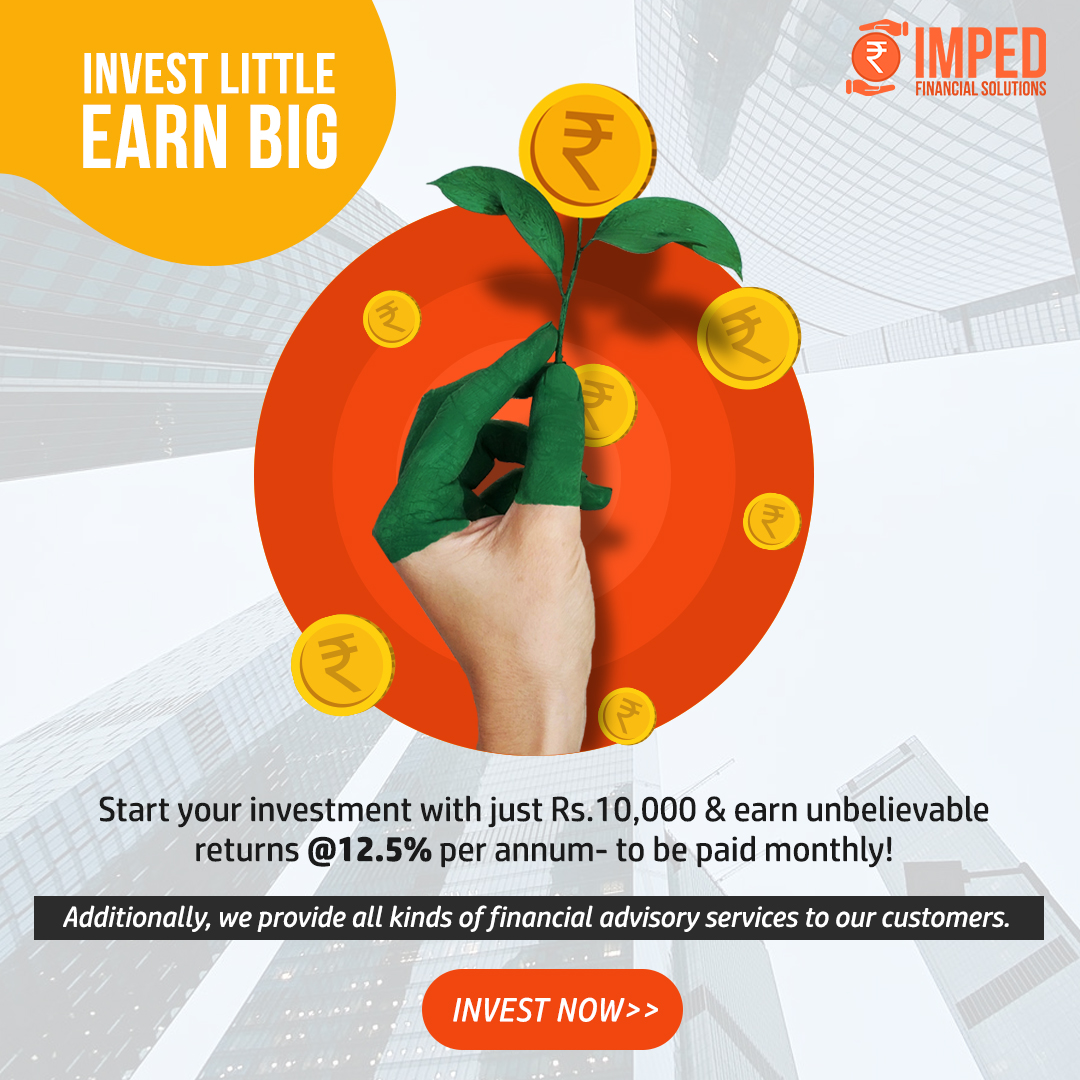 INVEST LITTLE
EARN BIG
IMPED
FINANCIAL SOLUTIONS
Start your investment with just Rs.10,000 & earn unbelievable
returns @12.5% per annum- to be paid monthly!
Additionally, we provide all kinds of financial advisory services to our customers.
INVEST NOW>>